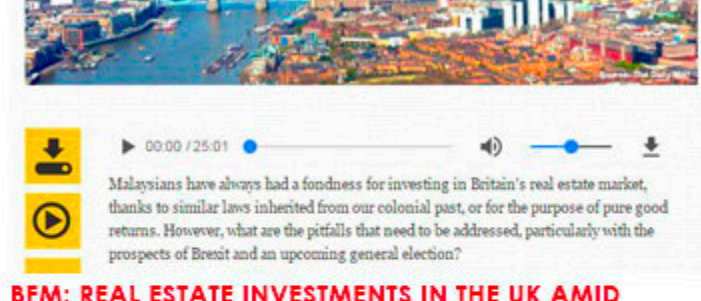 00:00 / 25:01
Malaysians have always had a fondness for investing in Britain's real estate market,
thanks to similar laws inherited from our colonial past, or for the purpose of pure good
returns. However, what are the pitfalls that need to be addressed, particularly with the
prospects of Brexit and an upcoming general election?
BFM: REAL ESTATE INVESTMENTS IN THE UK AMID